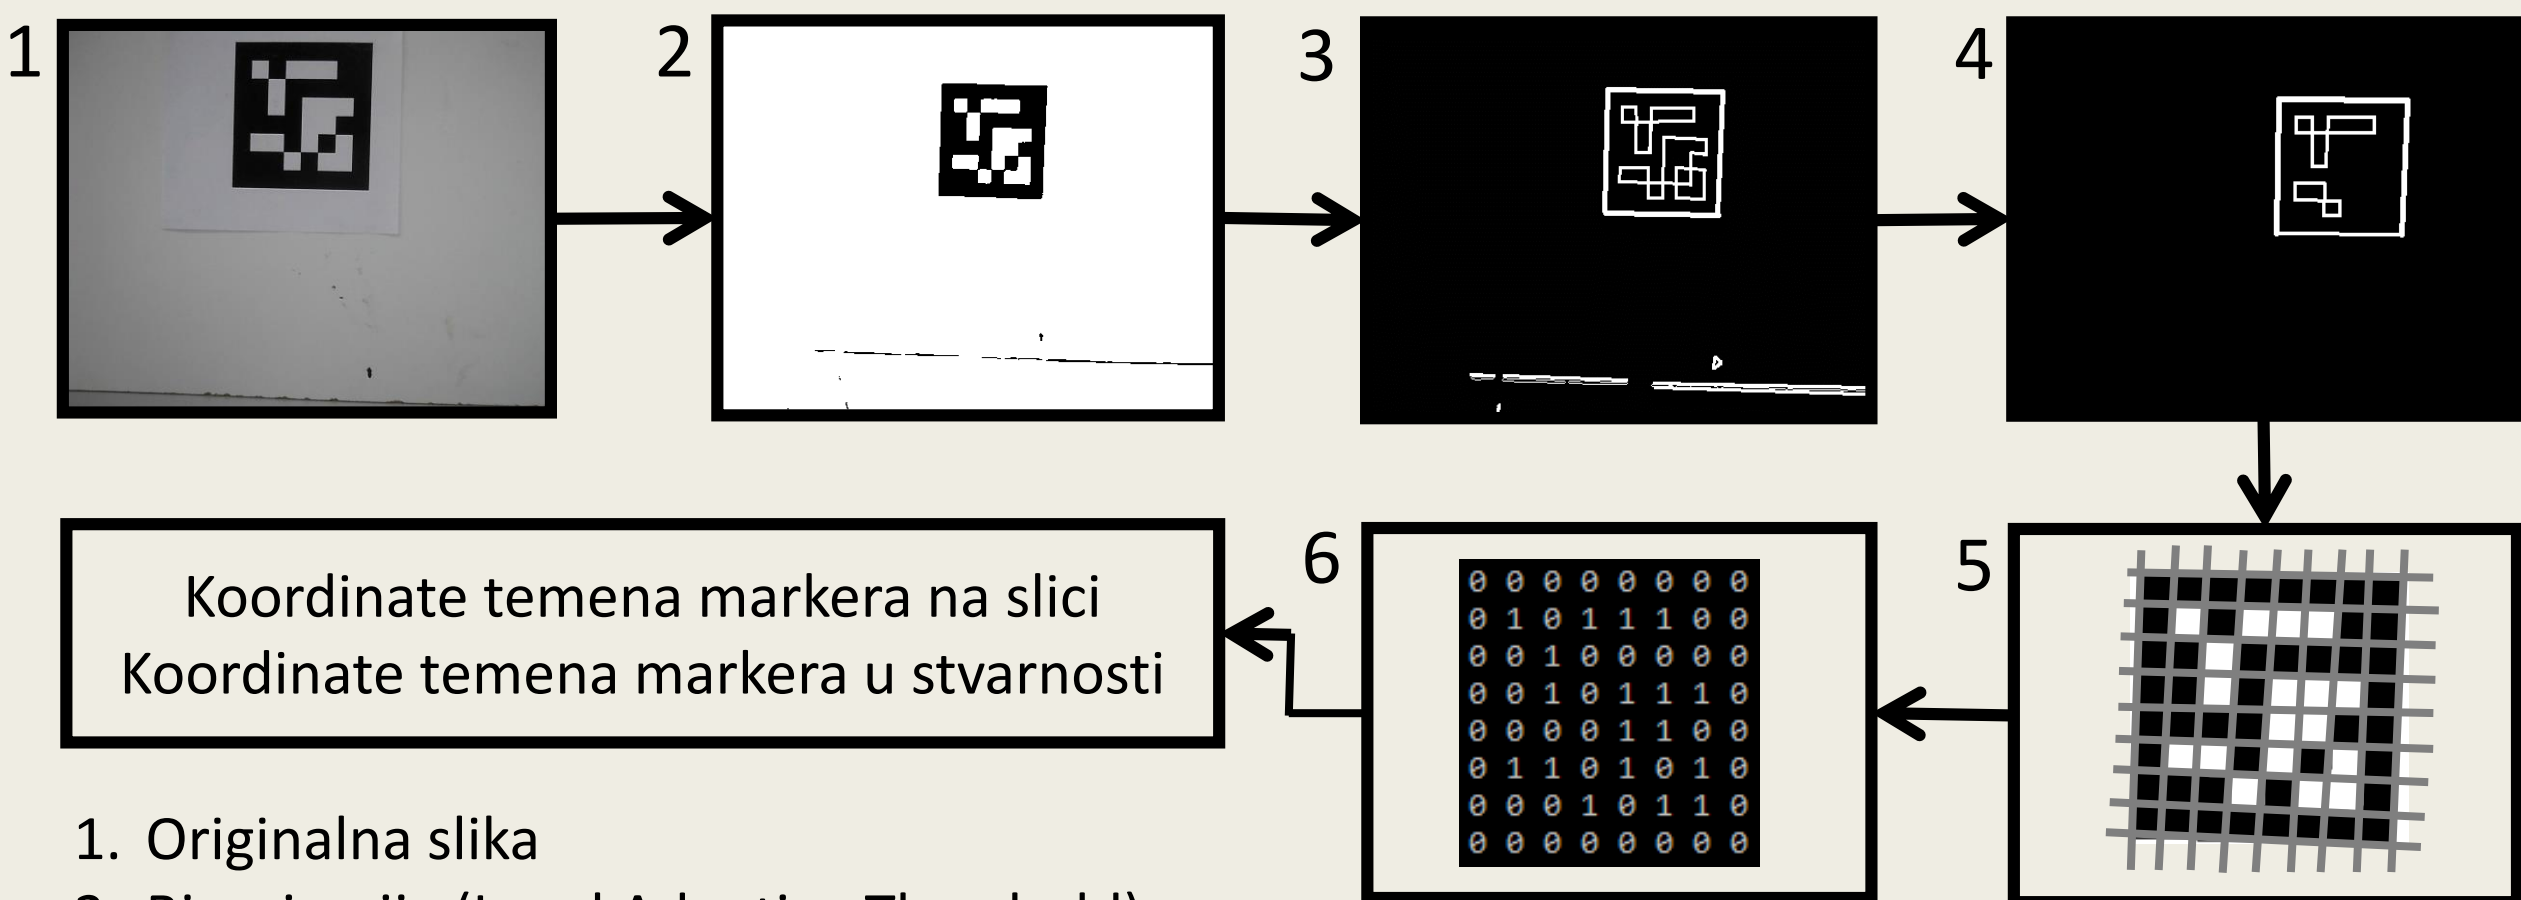 1
2
3
4
Koordinate temena markera na slici
Koordinate temena markera u stvarnosti
6
0 0 0 0 0 0 0 0
0 1 0 1 1 1 0 0
0 0 1 0 0 0 0 0
0 0 1 0 1 1 1 0
0 0 0 0 1 1 0 0
0 1 1 0 1 0 1 0
0 0 0 1 0 1 1 0
0 0 0 0 0 0 0 0
5
1. Originalna slika